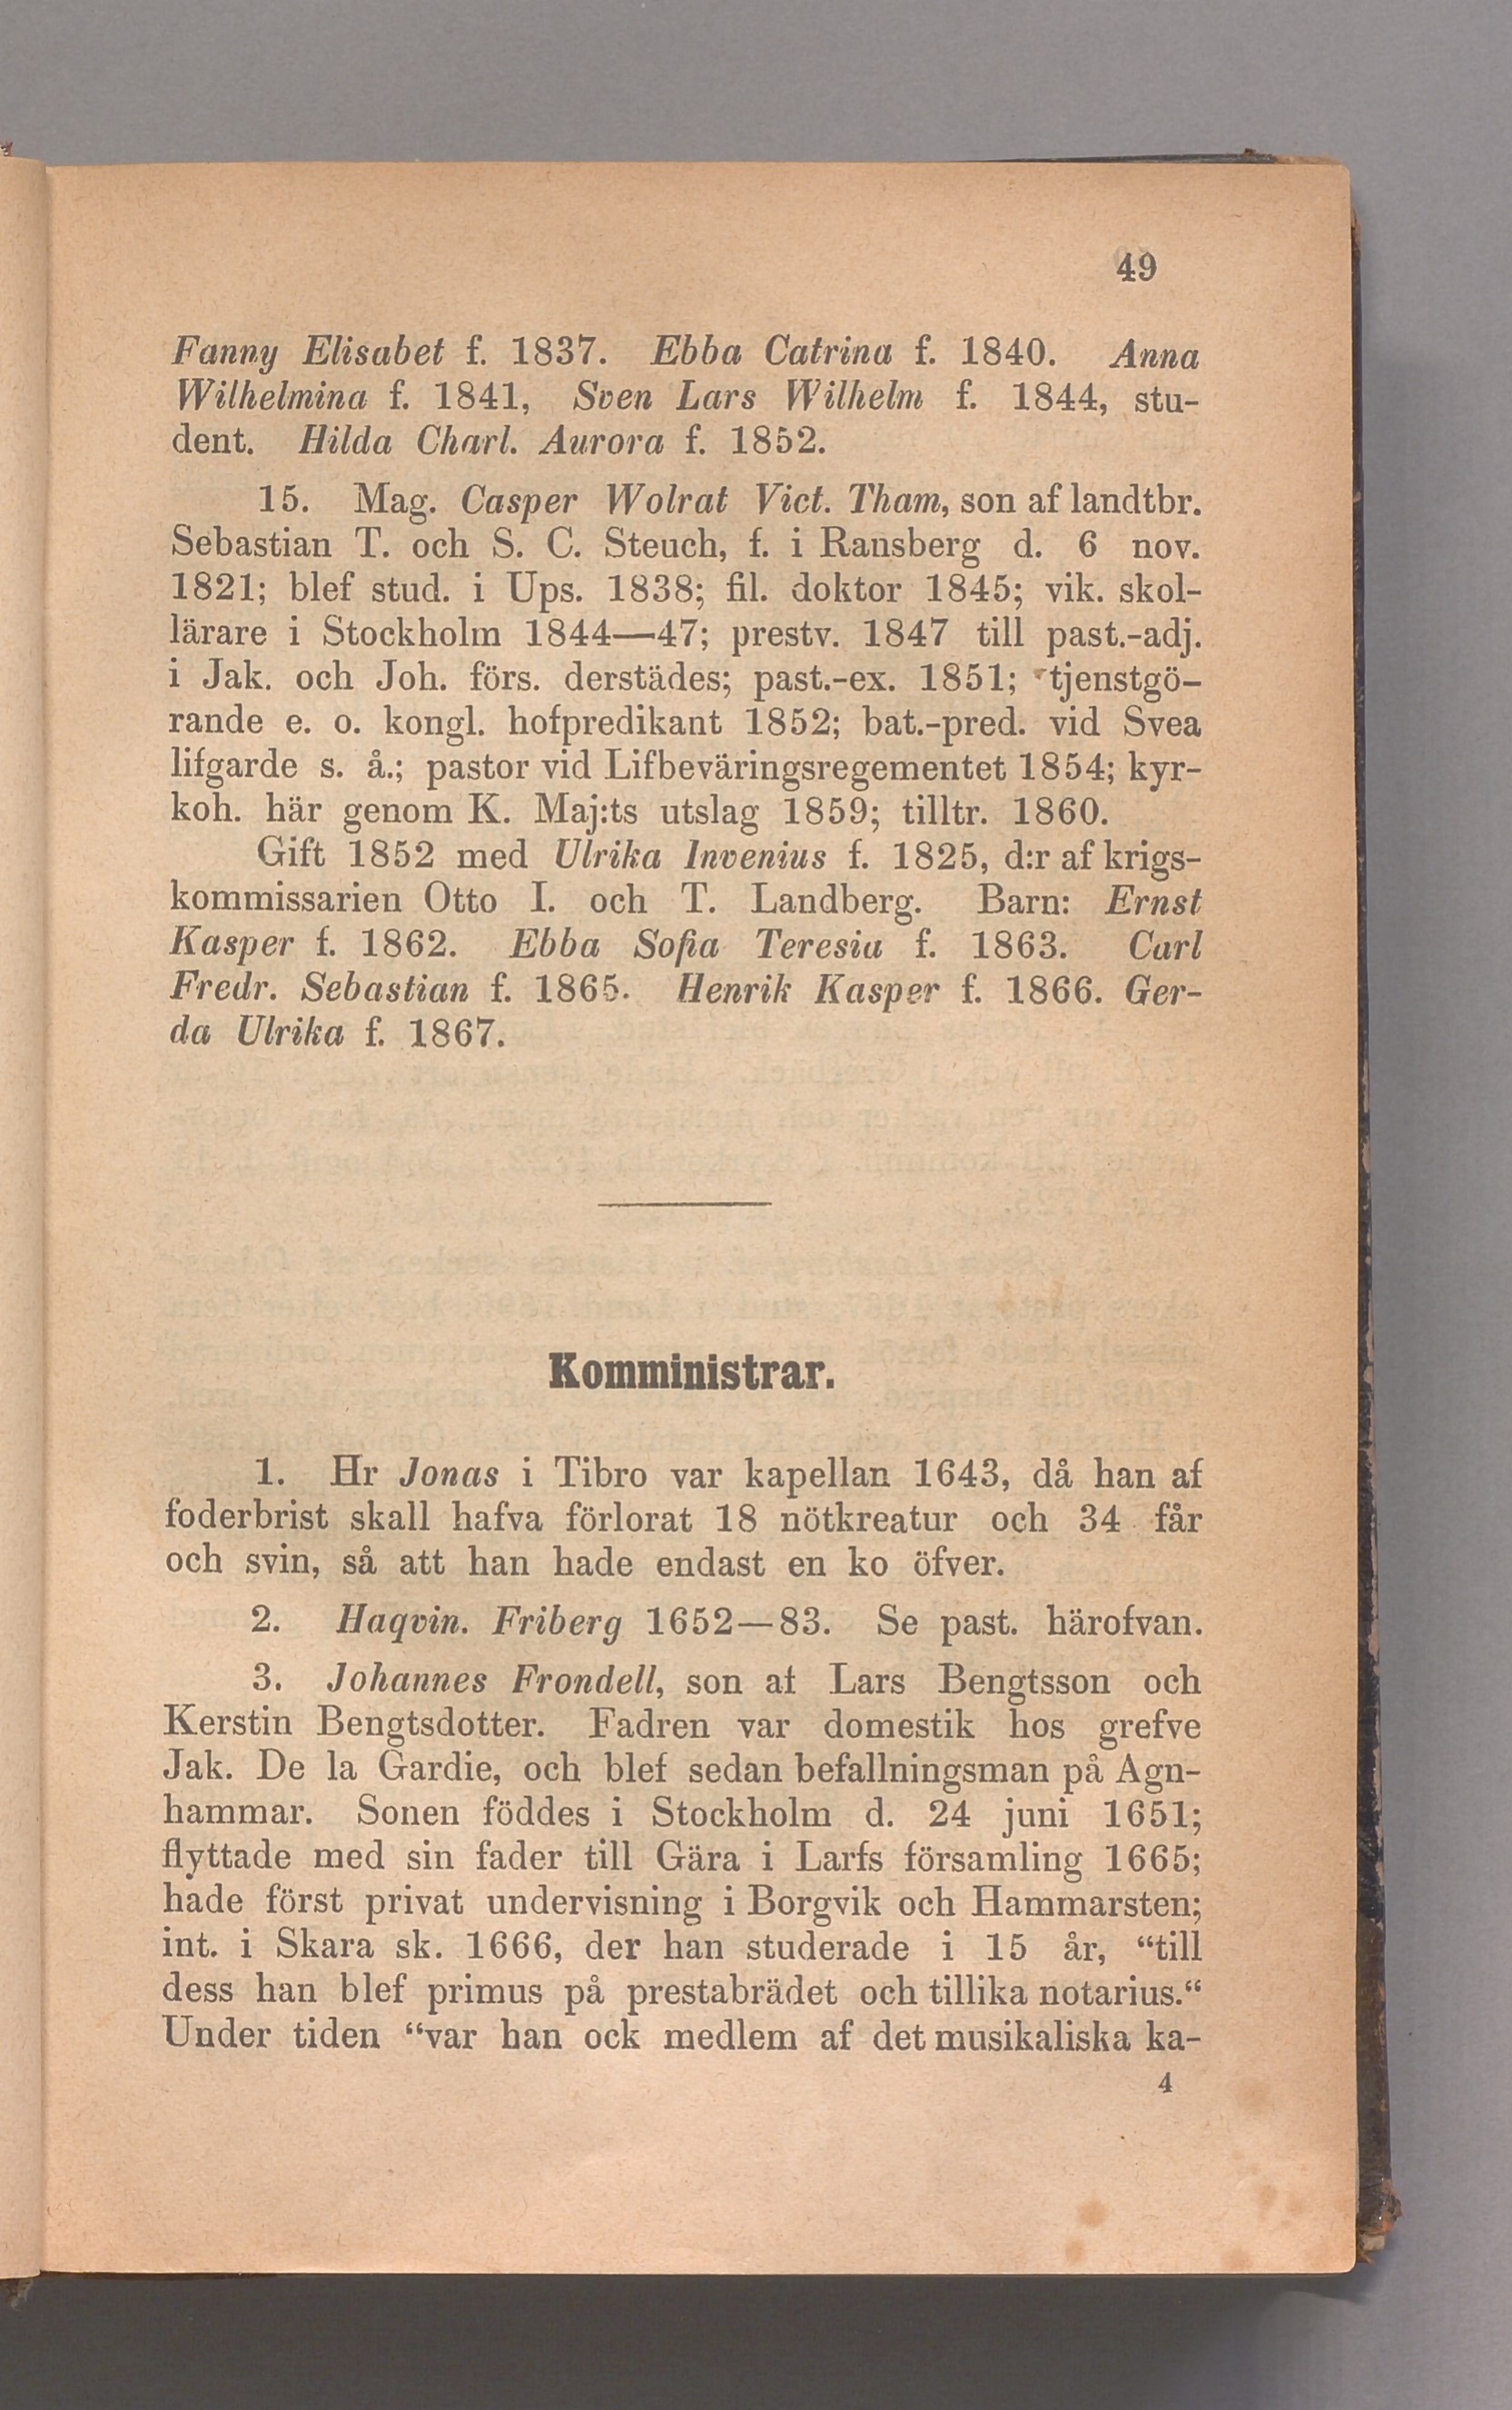 49
Fanny Elisabet f. 1837. Ebba Catrina f. 1840. Anna
Wilhelmina f. 1841, Sven Lars Wilhelm f. 1844, stu-
dent. Hilda Charl. Aurora f. 1852.
15. Mag. Casper Wolrat Vict. Tham, son af landtbr.
Sebastian T. och S. C. Steuch, f. i Ransberg d. 6 nov.
1821; blef stud. i Ups. 1838; fil. doktor 1845; vik. skol-
lärare i Stockholm 1844—47; prestv. 1847 till past.-adj.
i Jak. och Joh. förs. derstädes; past.-ex. 1851; tjenstgö-
rande e. o. kongl. hofpredikant 1852; bat.-pred. vid Svea
lifgarde s. å.; pastor vid Lifbeväringsregementet 1854; kyr-
koh. här genom K. Maj:ts utslag 1859; tilltr. 1860.
Gift 1852 med Ulrika Invenius f. 1825, d:r af krigs-
kommissarien Otto I. och T. Landberg. Barn: Ernst
Kasper f. 1862. Ebba Sofia Teresia f. 1863. Carl
Fredr. Sebastian f. 1865. Henrik Kasper f. 1866. Ger-
da Ulrika f. 1867.
Komministrar.
1. Hr Jonas i Tibro var kapellan 1643, då han af
foderbrist skall hafva förlorat 18 nötkreatur och 34 får
och svin, så att han hade endast en ko öfver.
2. Haqvin. Friberg 1652—83. Se past. härofvan.
3. Johannes Frondell, son af Lars Bengtsson och
Kerstin Bengtsdotter. Fadren var domestik hos grefve
Jak. De la Gardie, och blef sedan befallningsman på Agn-
hammar. Sonen föddes i Stockholm d. 24 juni 1651;
flyttade med sin fader till Gära i Larfs församling 1665;
hade först privat undervisning i Borgvik och Hammarsten;
int. i Skara sk. 1666, der han studerade i 15 år, “till
dess han blef primus på prestabrädet och tillika notarius.“
Under tiden “var han ock medlem af det musikaliska ka-
4